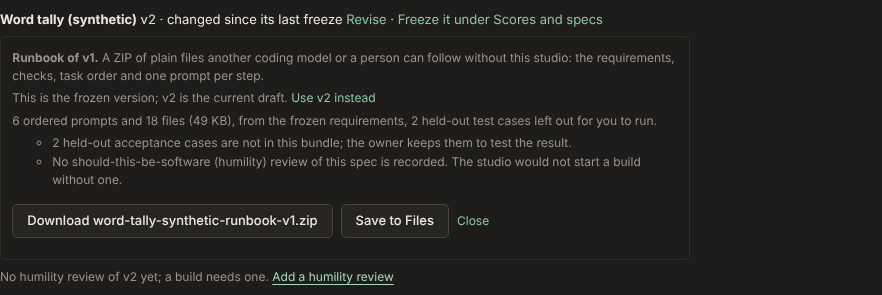 Word tally (synthetic) v2 · changed since its last freeze Revise · Freeze it under Scores and specs
Runbook of v1. A ZIP of plain files another coding model or a person can follow without this studio: the requirements,
checks, task order and one prompt per step.
This is the frozen version; v2 is the current draft. Use v2 instead
6 ordered prompts and 18 files (49 KB), from the frozen requirements, 2 held-out test cases left out for you to run.
2 held-out acceptance cases are not in this bundle; the owner keeps them to test the result.
No should-this-be-software (humility) review of this spec is recorded. The studio would not start a build
without one.
Download word-tally-synthetic-runbook-v1.zip Save to Files Close
No humility review of v2 yet; a build needs one. Add a humility review